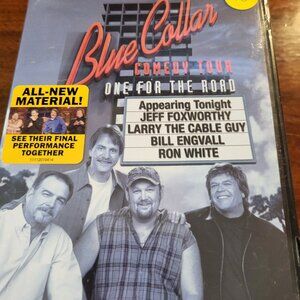 Blue Collar
COMEDY TOUR
ONE FOR THE ROAD
ALL-NEW
MATERIAL!
SEE THEIR FINAL
PERFORMANCE
TOGETHER
Appearing Tonight
JEFF FOXWORTHY
LARRY THE CABLE GUY
BILL ENGVALL
RON WHITE